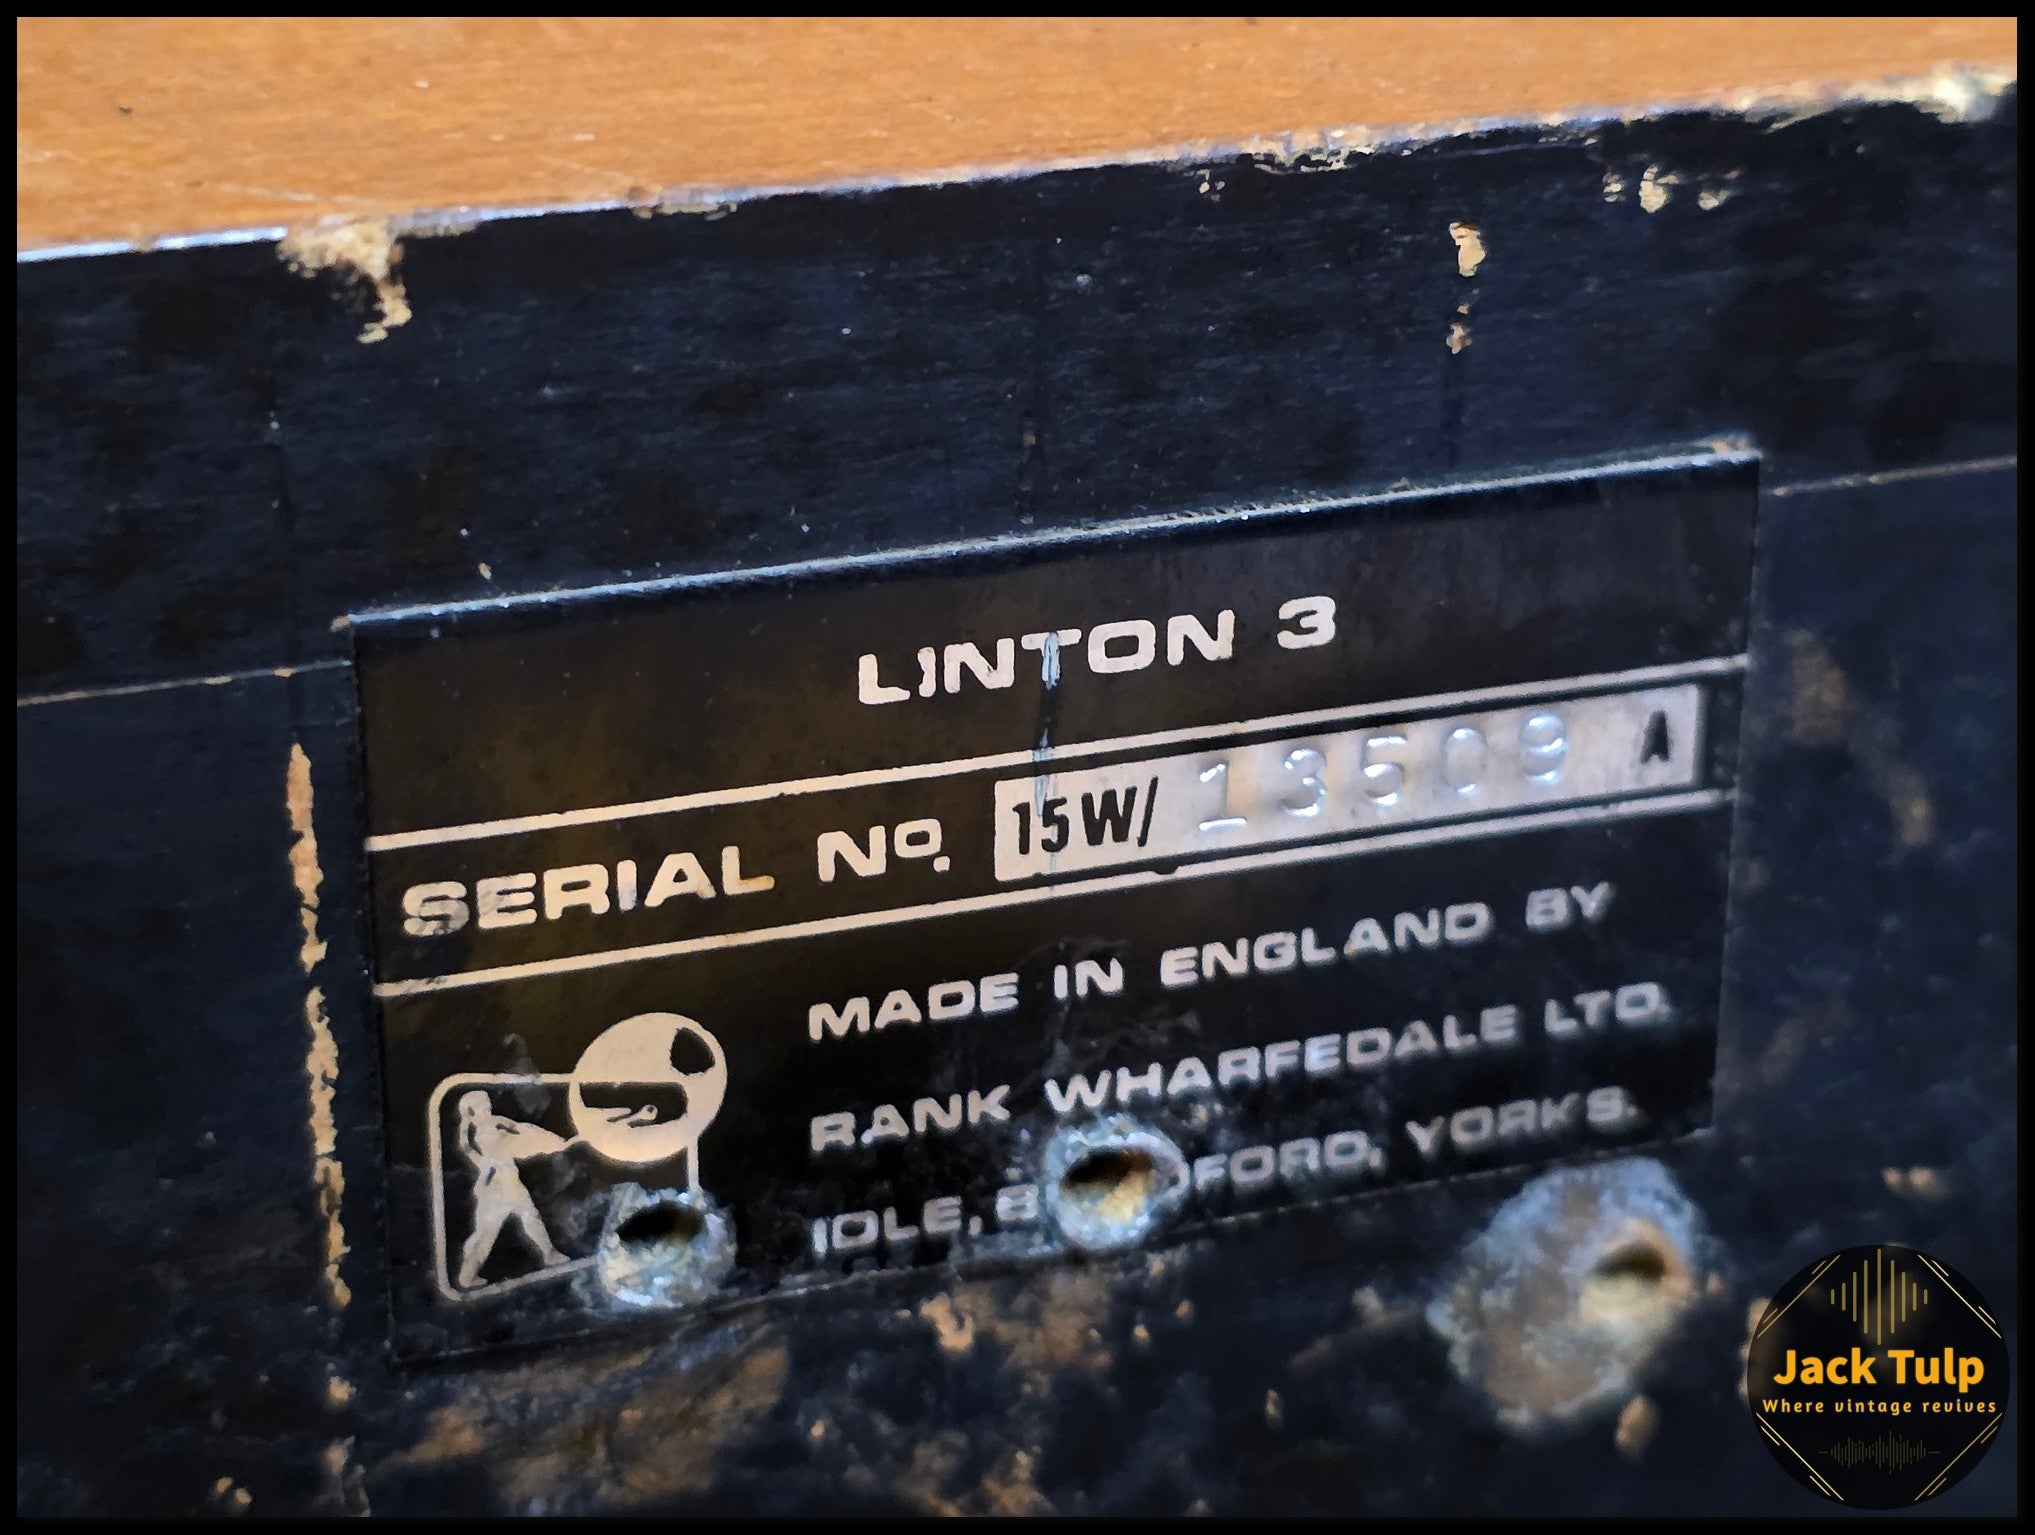 LINTON 3
SERIAL No. 15W/ 13509 A
MADE IN ENGLAND BY
RANK WHARFEDALE LTD.
IDLE, B FORD, YORKS.
Jack Tulp
Where vintage revives